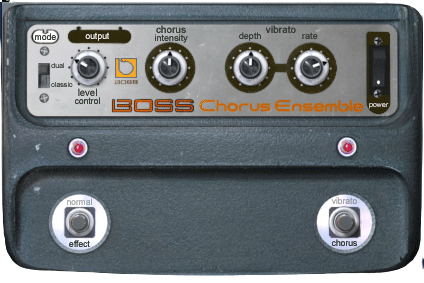 mode
output
chorus
intensity
vibrato
depth
rate
dual
classic
BOSS
level
control
BOSS Chorus Ensemble
power
normal
effect
vibrato
chorus